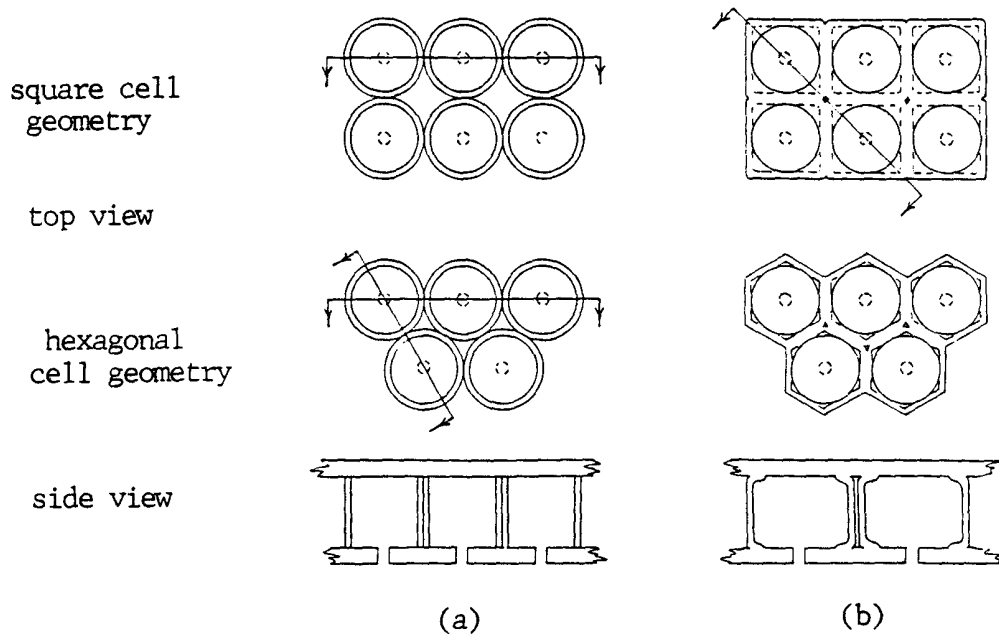 square cell
geometry
top view
hexagonal
cell geometry
side view
(a)
(b)